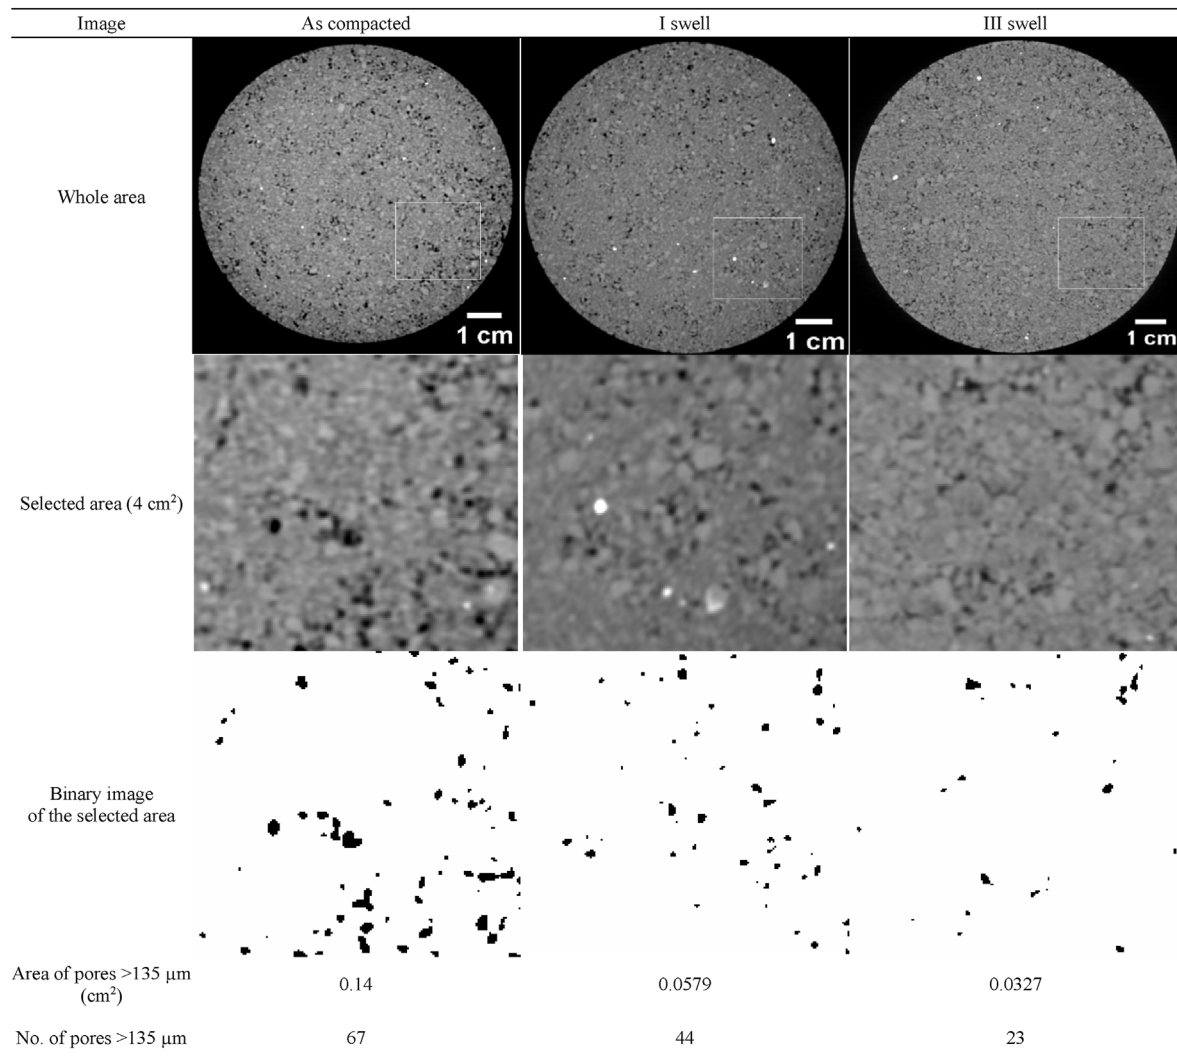 Image As compacted I swell III swell
Whole area
1 cm 1 cm 1 cm
Selected area (4 cm²)
Binary image
of the selected area
Area of pores >135 μm
(cm²)
0.14 0.0579 0.0327
No. of pores >135 μm 67 44 23